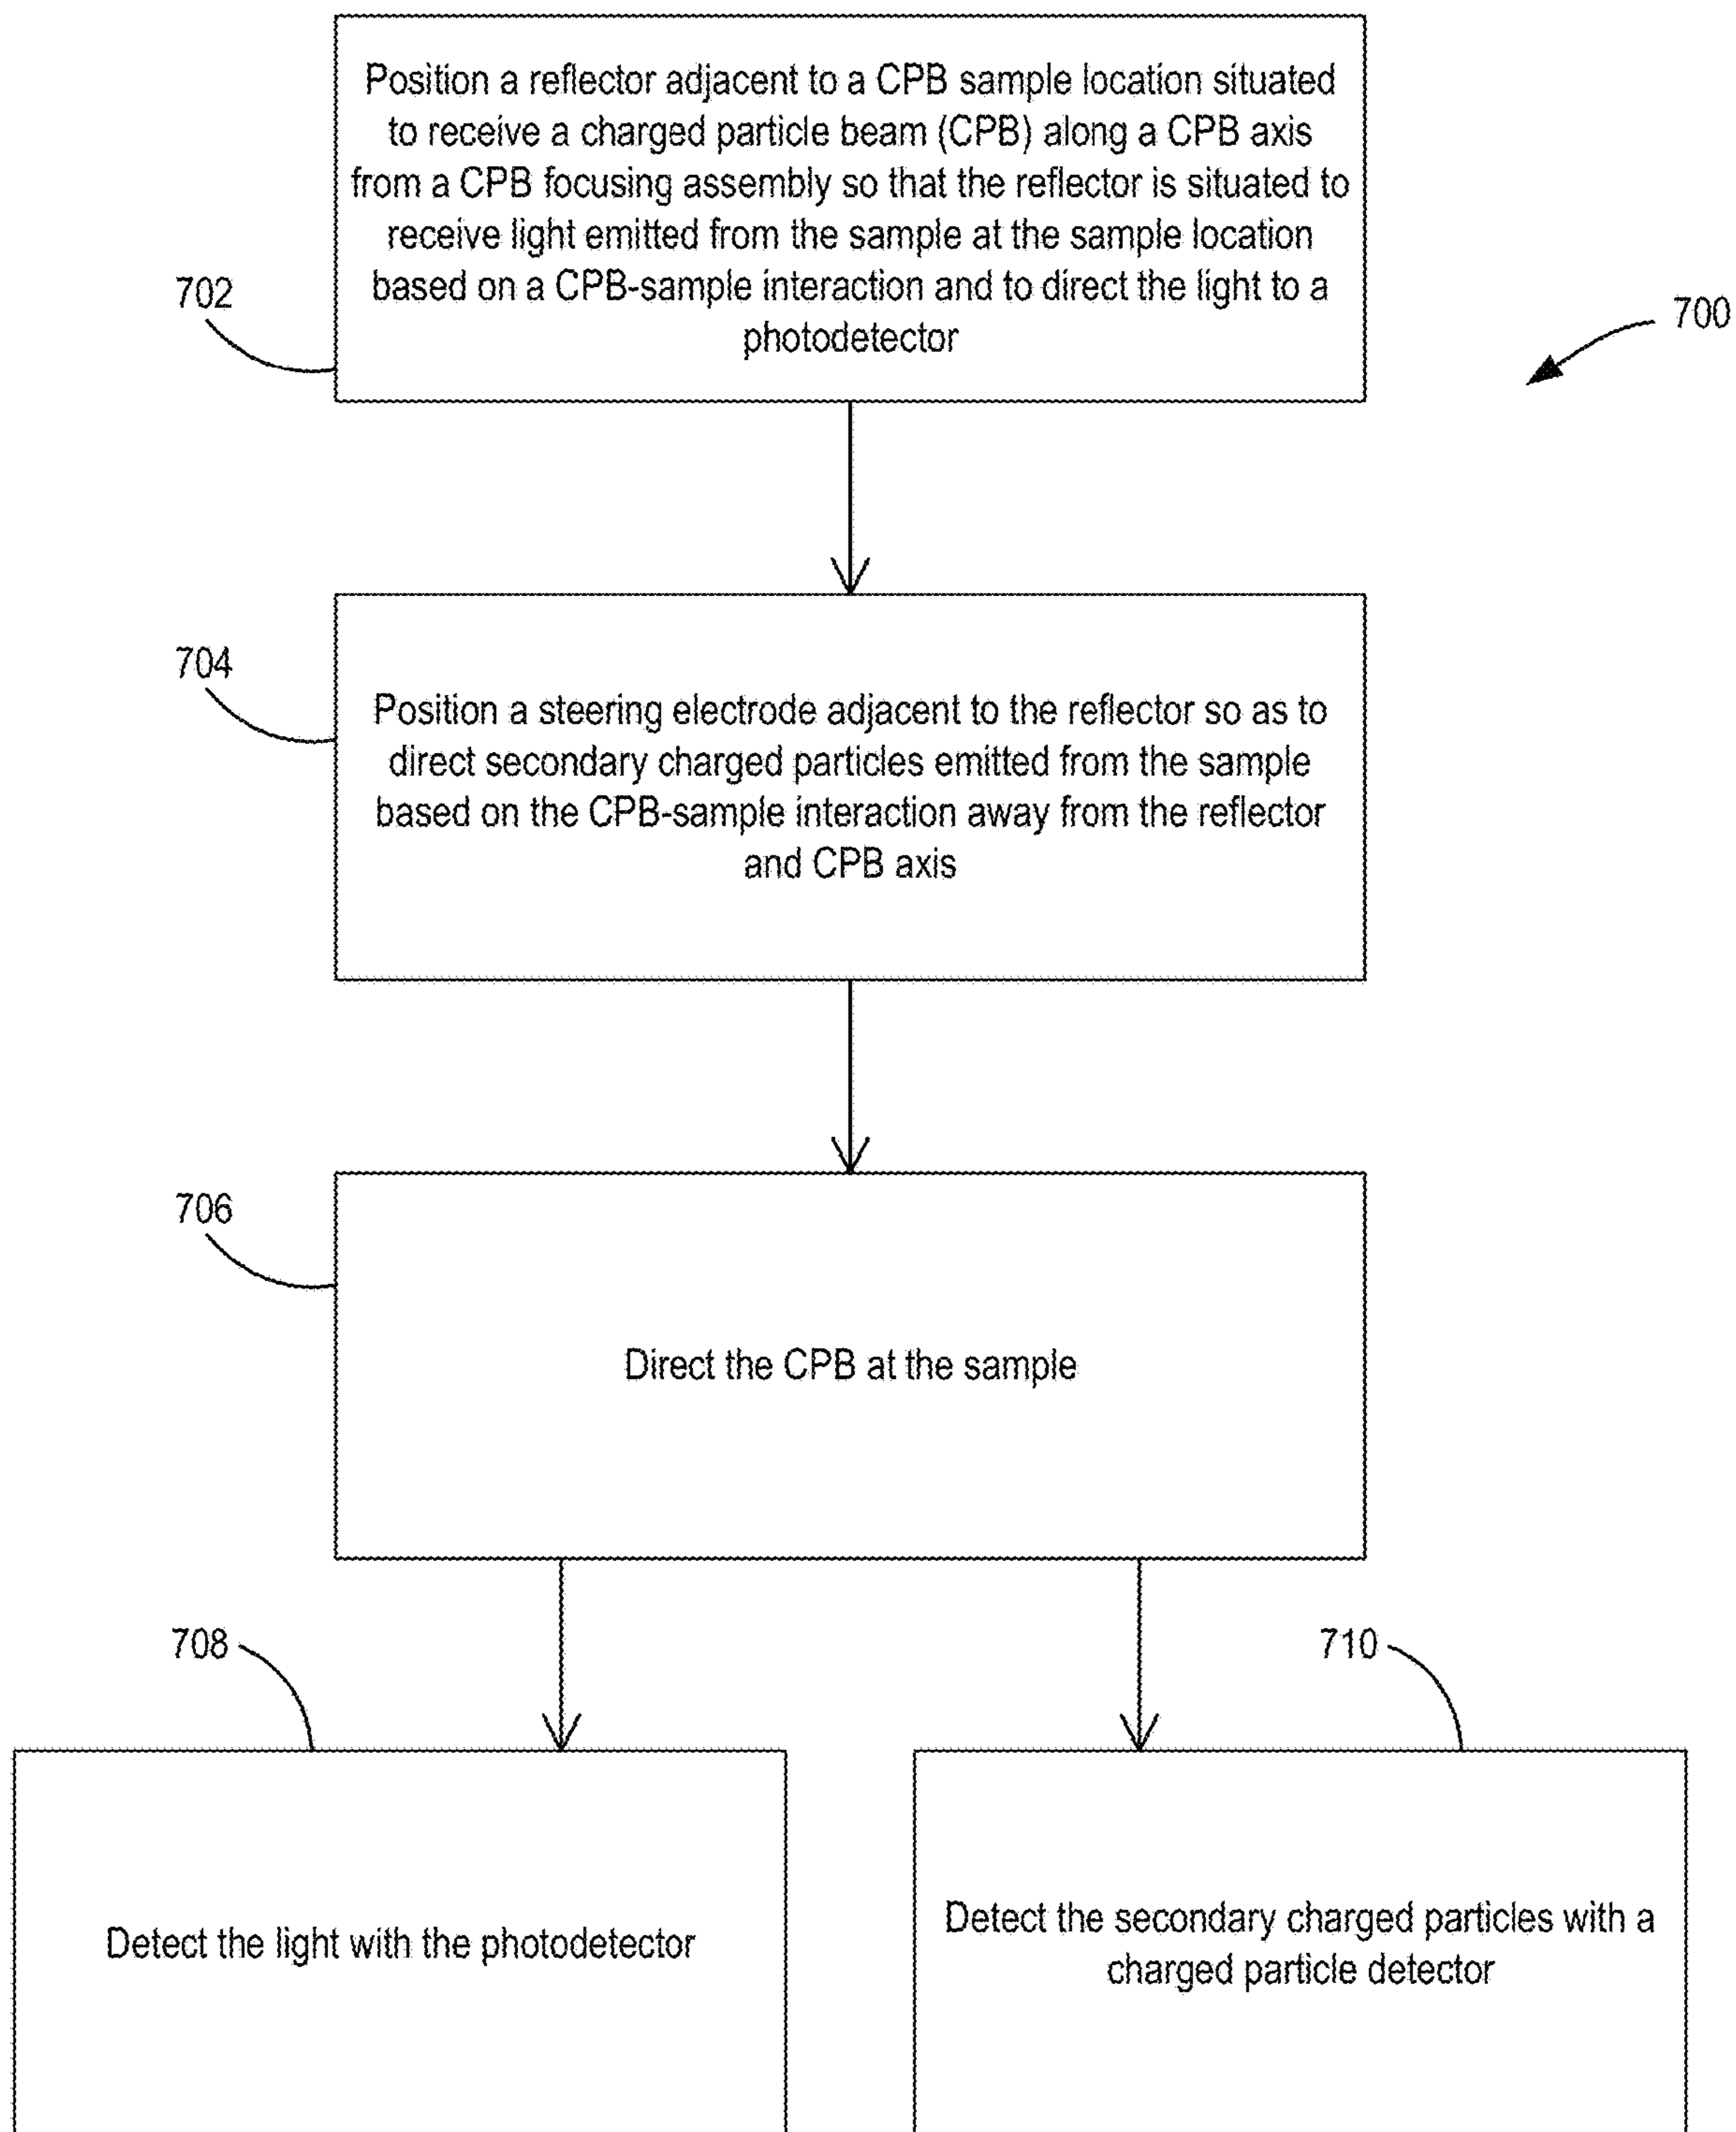 Position a reflector adjacent to a CPB sample location situated
to receive a charged particle beam (CPB) along a CPB axis
from a CPB focusing assembly so that the reflector is situated to
receive light emitted from the sample at the sample location
based on a CPB-sample interaction and to direct the light to a
photodetector
702
700
704
Position a steering electrode adjacent to the reflector so as to
direct secondary charged particles emitted from the sample
based on the CPB-sample interaction away from the reflector
and CPB axis
706
Direct the CPB at the sample
708
710
Detect the light with the photodetector
Detect the secondary charged particles with a
charged particle detector